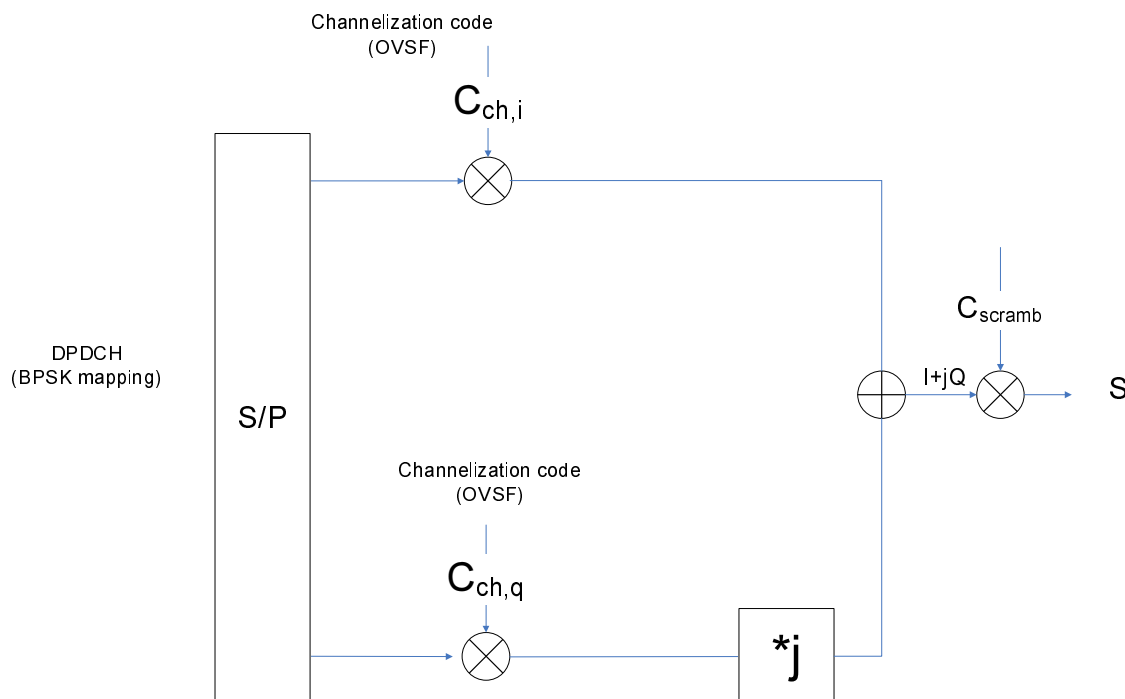 Channelization code
(OVSF)
Cch,i
DPDCH
(BPSK mapping)
S/P
I+jQ
Cscramb
S
Channelization code
(OVSF)
Cch,q
*j